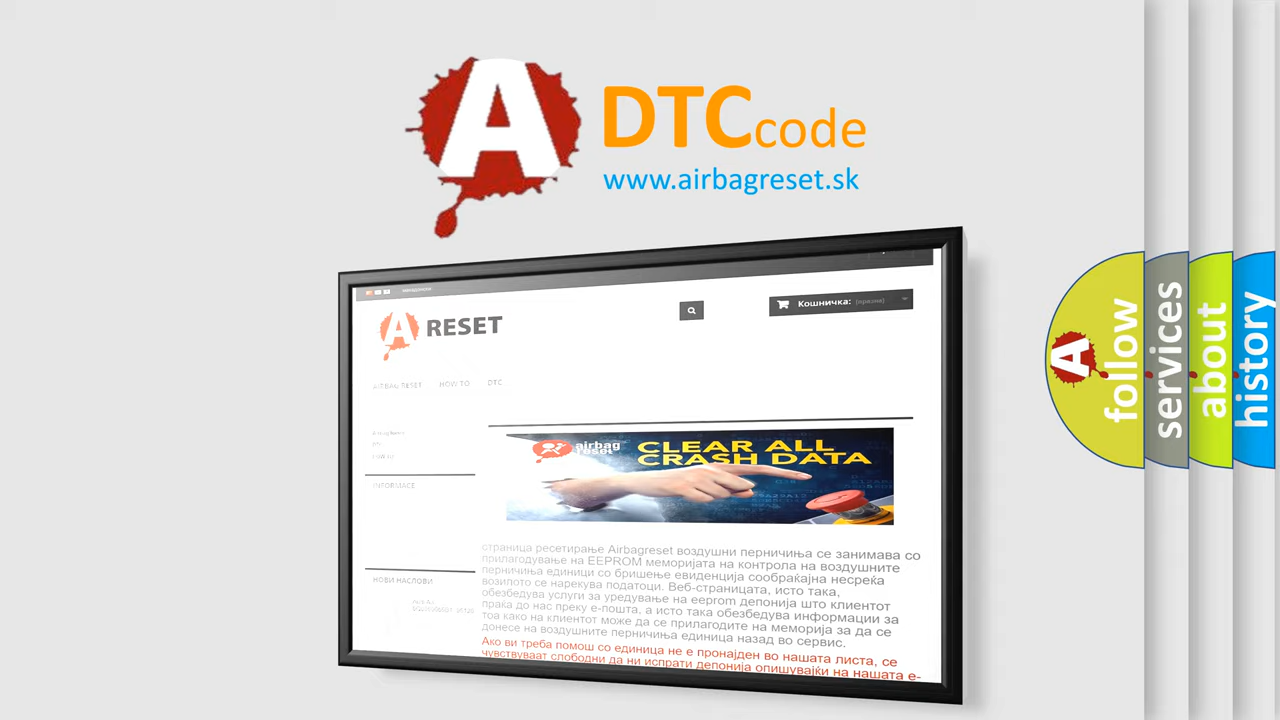 A
DTC code
www.airbagreset.sk
Кошничка: (празни)
A RESET
AIRBAG RESET HOW TO DTC
airbag
reset
CLEAR ALL
CRASH DATA
INFORMACE
НОВИ НАСЛОВИ
страница ресетирање Airbagreset воздушни перничиња се занимава со
прилагодување на EEPROM меморијата на контрола на воздушните
перничиња единици со бришење евиденција сообраќајна несреќа
возилото се нарекува податоци. Веб-страницата, исто така,
обезбедува услуги за уредување на eeprom депонија што клиентот
праќа до нас преку е-пошта, а исто така обезбедува информации за
тоа како на клиентот може да се прилагодите на меморија за да се
донесе на воздушните перничиња единица назад во сервис.
Ако ви треба помош со единица не е пронајден во нашата листа, се
чувствуваат слободни да ни испрати депонија опишувајќи на нашата е-
A
follow
services
about
history